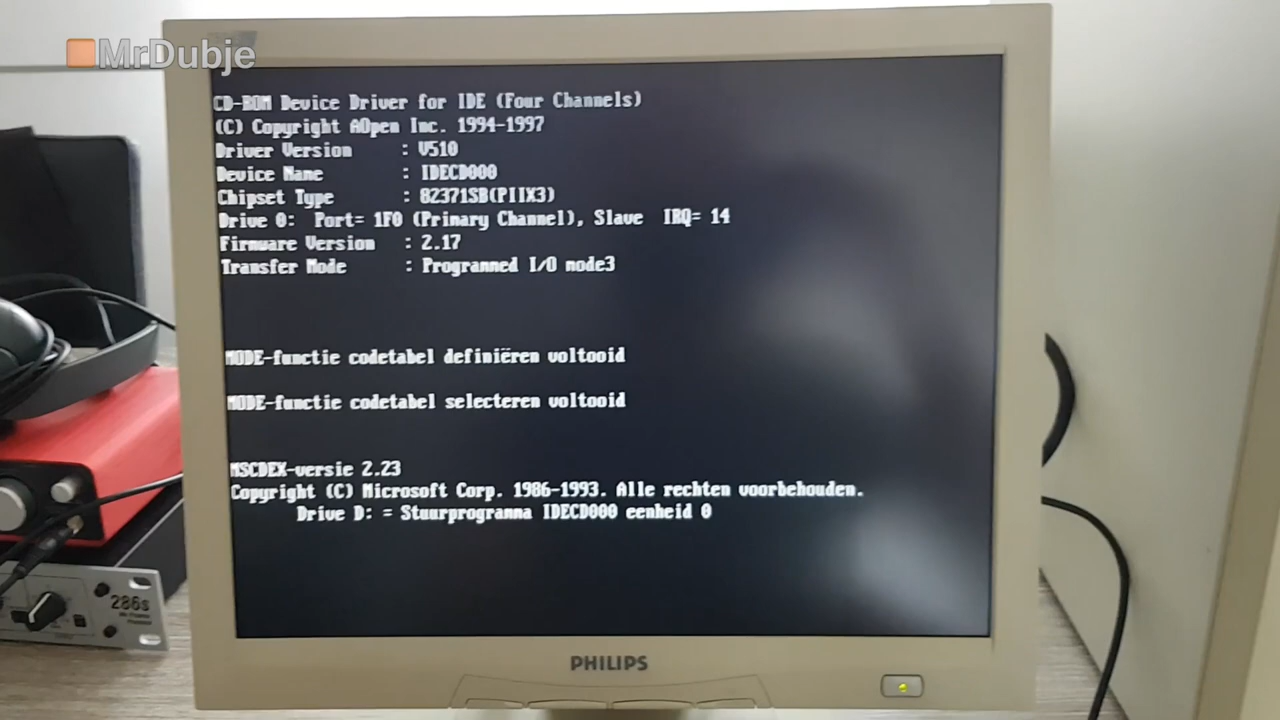 MrDubje
CD-ROM Device Driver for IDE (Four Channels)
(C) Copyright AOpen Inc. 1994-1997
Driver Version : V510
Device Name : IDECD000
Chipset Type : 82371SB(PIIX3)
Drive 0: Port= 1F0 (Primary Channel), Slave IRQ= 14
Firmware Version : 2.17
Transfer Mode : Programmed I/O mode3
MODE-functie codetabel definiëren voltooid
MODE-functie codetabel selecteren voltooid
MSCDEX-versie 2.23
Copyright (C) Microsoft Corp. 1986-1993. Alle rechten voorbehouden.
Drive D: = Stuurprogramma IDECD000 eenheid 0
286s
PHILIPS